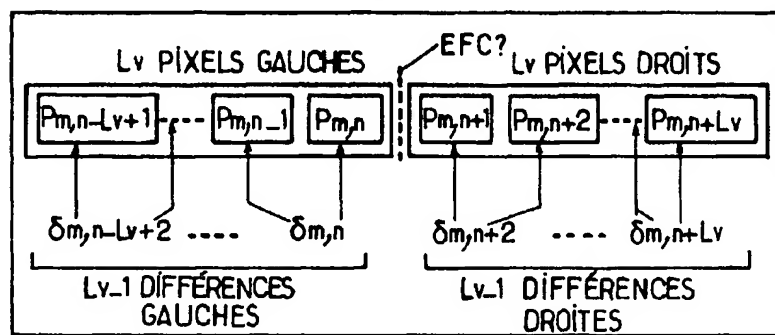 EFC?
Lv PIXELS GAUCHES Lv PIXELS DROITS
Pm,n-Lv+1 ---- Pm,n-1 Pm,n Pm,n+1 Pm,n+2 ---- Pm,n+Lv
δm,n-Lv+2 ---- δm,n δm,n+2 ---- δm,n+Lv
Lv-1 DIFFÉRENCES Lv-1 DIFFÉRENCES
GAUCHES DROITES